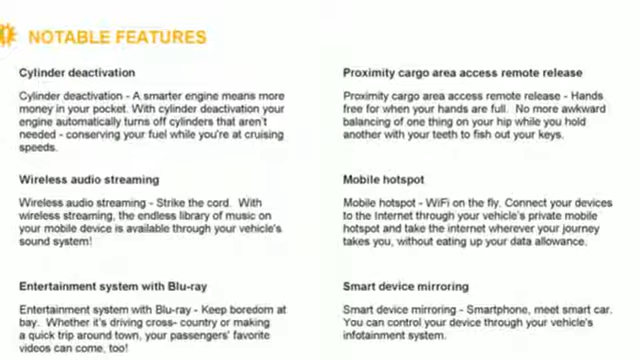 NOTABLE FEATURES
Cylinder deactivation
Cylinder deactivation - A smarter engine means more
money in your pocket. With cylinder deactivation your
engine automatically turns off cylinders that aren't
needed - conserving your fuel while you're at cruising
speeds.
Wireless audio streaming
Wireless audio streaming - Strike the cord. With
wireless streaming, the endless library of music on
your mobile device is available through your vehicle's
sound system!
Entertainment system with Blu-ray
Entertainment system with Blu-ray - Keep boredom at
bay. Whether it's driving cross- country or making
a quick trip around town, your passengers' favorite
videos can come, too!
Proximity cargo area access remote release
Proximity cargo area access remote release - Hands
free for when your hands are full. No more awkward
balancing of one thing on your hip while you hold
another with your teeth to fish out your keys.
Mobile hotspot
Mobile hotspot - WiFi on the fly. Connect your devices
to the Internet through your vehicle's private mobile
hotspot and take the internet wherever your journey
takes you, without eating up your data allowance.
Smart device mirroring
Smart device mirroring - Smartphone, meet smart car.
You can control your device through your vehicle's
infotainment system.